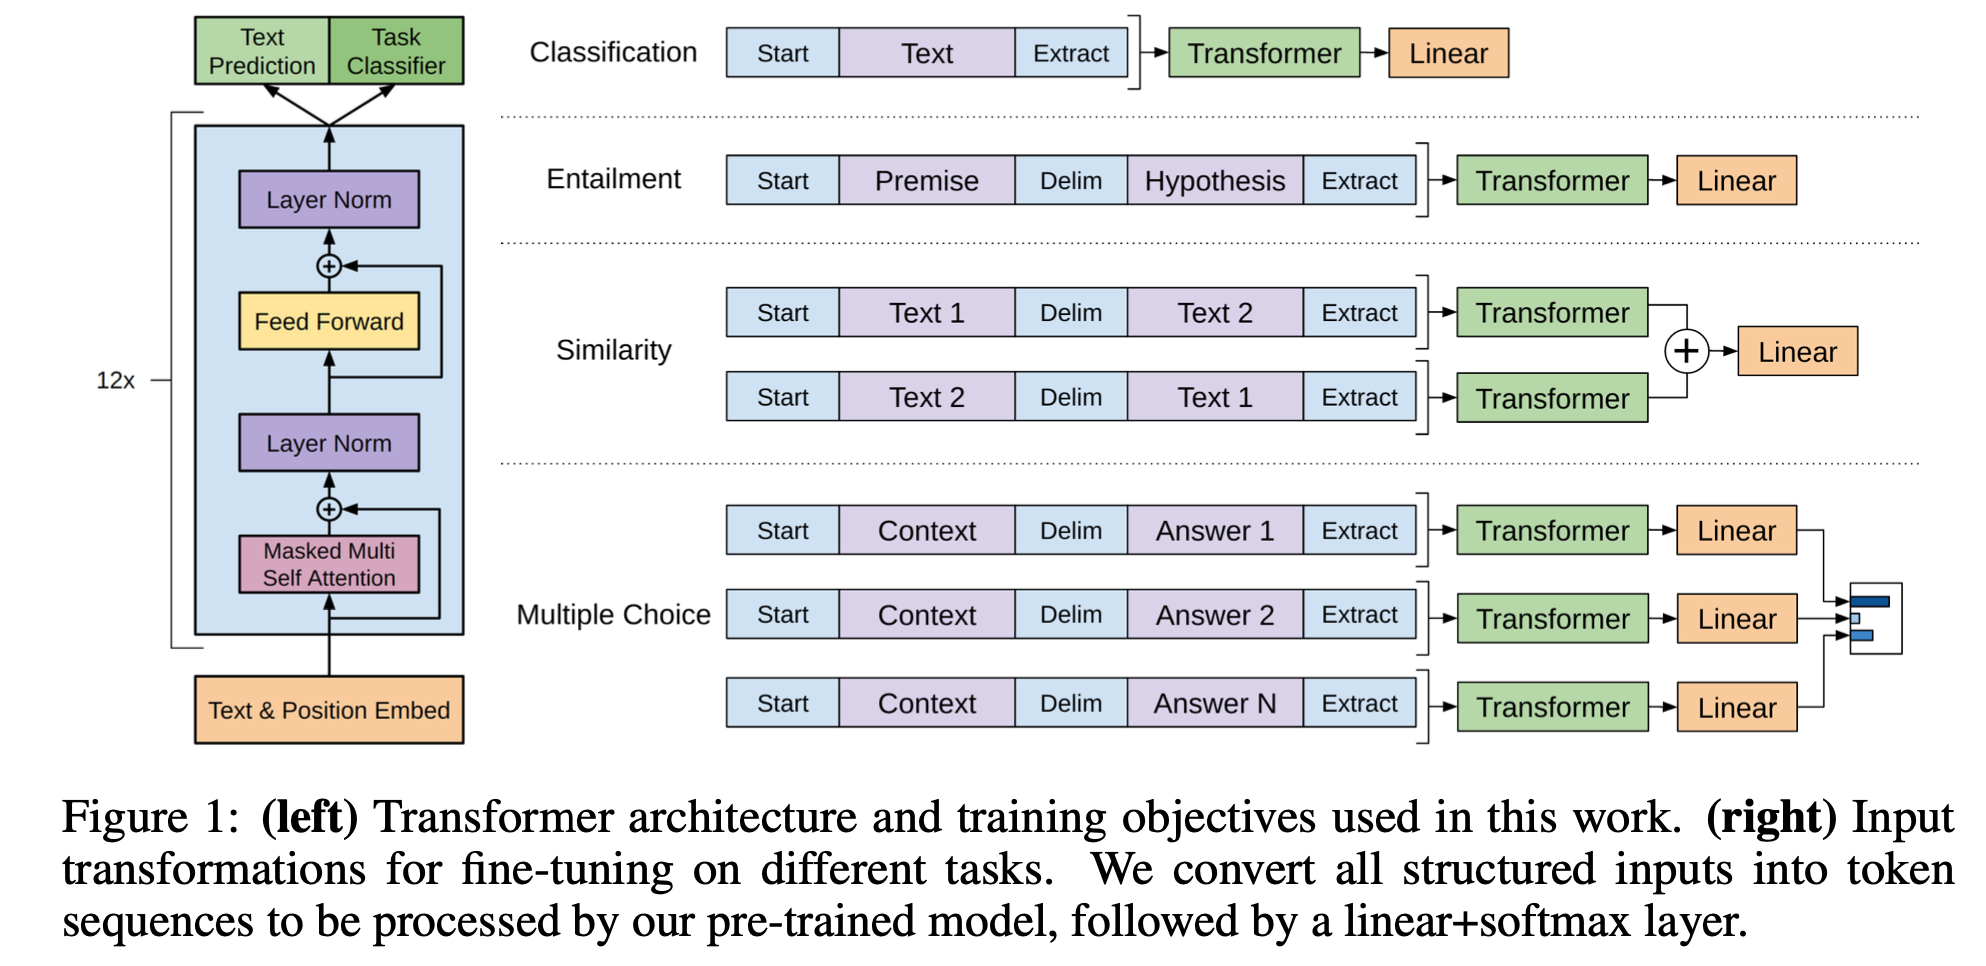 Text
Prediction
Task
Classifier
12x
Layer Norm
Feed Forward
Layer Norm
Masked Multi
Self Attention
Text & Position Embed
Classification
Start Text Extract Transformer Linear
Entailment
Start Premise Delim Hypothesis Extract Transformer Linear
Similarity
Start Text 1 Delim Text 2 Extract Transformer
+ Linear
Start Text 2 Delim Text 1 Extract Transformer
Multiple Choice
Start Context Delim Answer 1 Extract Transformer Linear
Start Context Delim Answer 2 Extract Transformer Linear
Start Context Delim Answer N Extract Transformer Linear
Figure 1: (left) Transformer architecture and training objectives used in this work. (right) Input
transformations for fine-tuning on different tasks. We convert all structured inputs into token
sequences to be processed by our pre-trained model, followed by a linear+softmax layer.